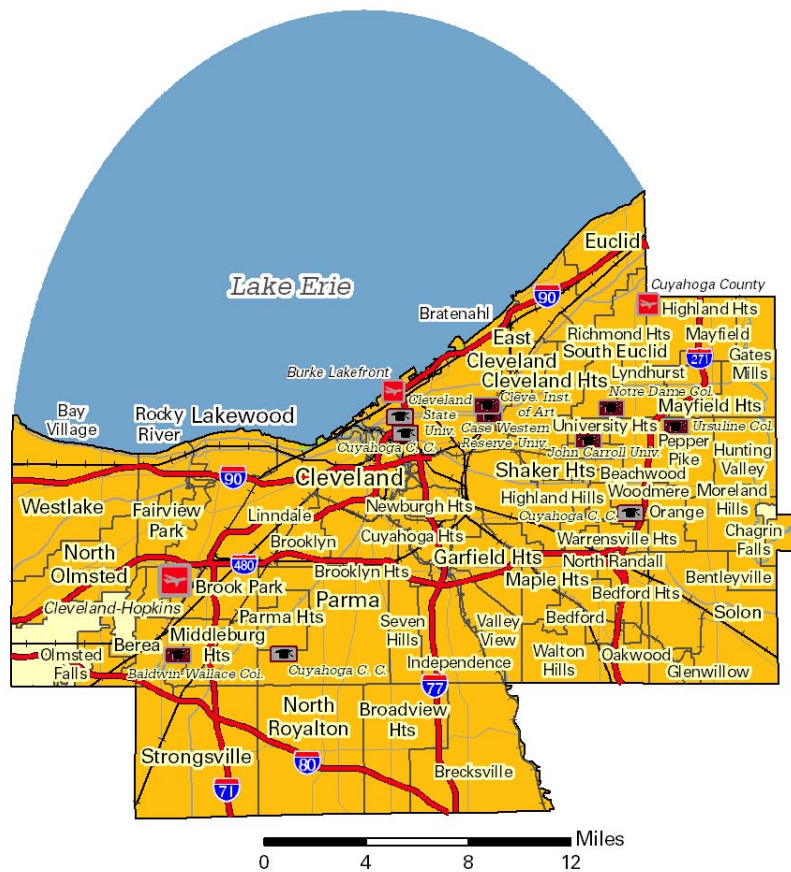 Euclid
Lake Erie
Cuyahoga County
90
Highland Hts
Bratenahl
East
Cleveland
Richmond Hts
Mayfield
South Euclid
271
Gates
Mills
Lyndhurst
Burke Lakefront
Cleveland Hts
Notre Dame Col.
Cleveland
State
Univ.
Cleve. Inst.
of Art
Mayfield Hts
Bay
Village
Rocky
River
Lakewood
Case Western
Reserve Univ.
University Hts
Ursuline Col.
Cuyahoga C. C.
John Carroll Univ.
Pepper
Pike
Hunting
Valley
90
Cleveland
Shaker Hts
Beachwood
Westlake
Fairview
Park
Newburgh Hts
Highland Hills
Woodmere
Moreland
Hills
Linndale
Cuyahoga C. C.
Orange
Chagrin
Falls
Brooklyn
Cuyahoga Hts
Warrensville Hts
North
Olmsted
480
Brooklyn Hts
Garfield Hts
North Randall
Brook Park
Maple Hts
Bentleyville
Cleveland-Hopkins
Parma
Bedford Hts
Parma Hts
Seven
Hills
Valley
View
Bedford
Solon
Berea
Middleburg
Hts
Olmsted
Falls
Baldwin Wallace Col.
Cuyahoga C. C.
Independence
Walton
Hills
Oakwood
Glenwillow
77
North
Royalton
Broadview
Hts
Strongsville
80
Brecksville
71
Miles
0 4 8 12